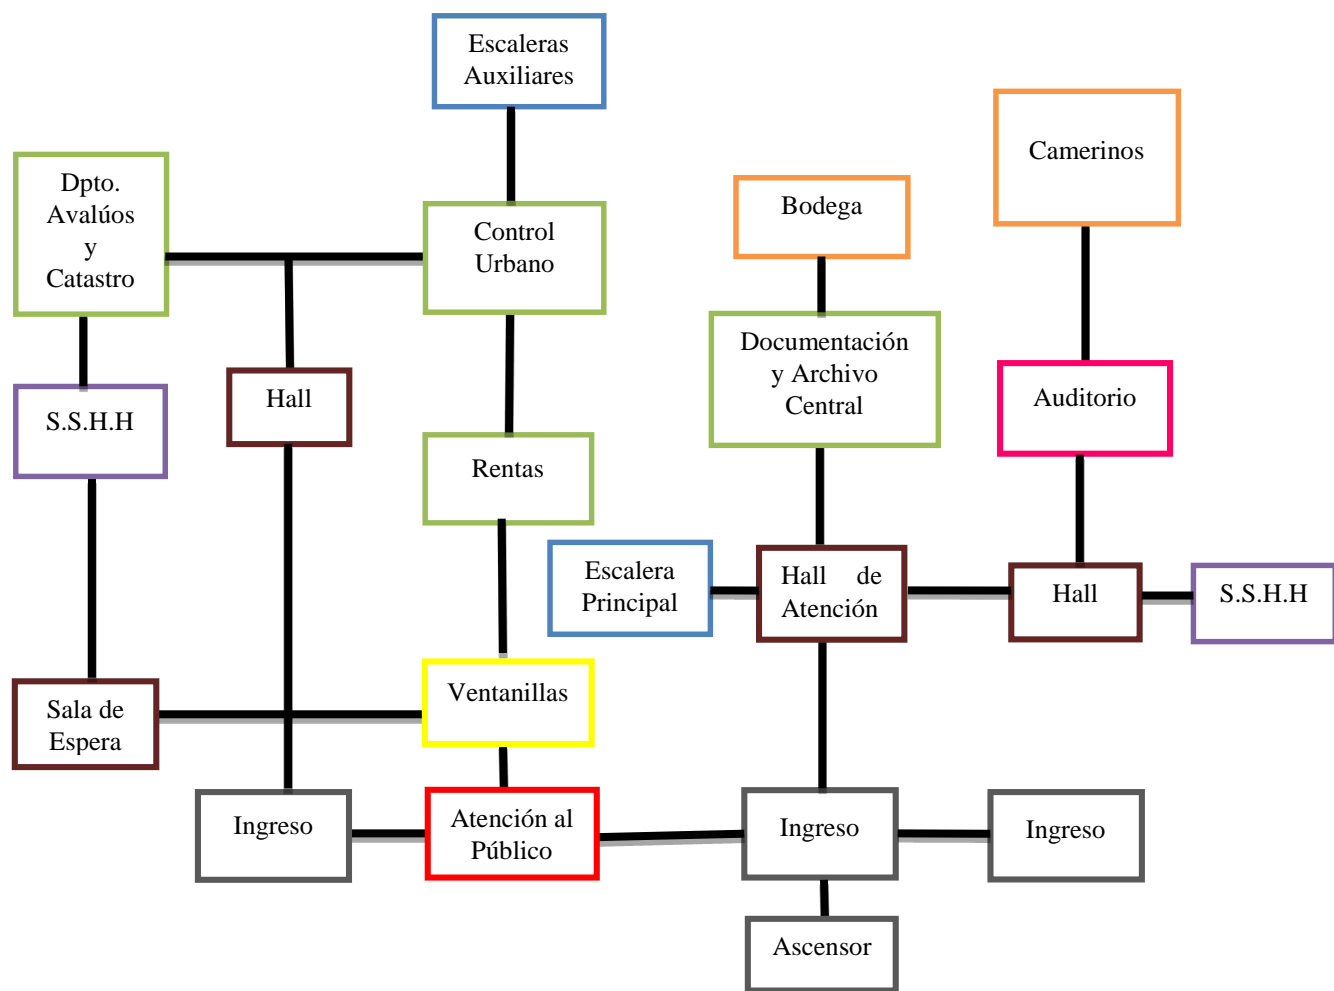 Escaleras
Auxiliares
Camerinos
Dpto.
Avalúos
y
Catastro
Bodega
Control
Urbano
Documentación
y Archivo
Central
Hall
Auditorio
S.S.H.H
Rentas
Escalera
Principal
Hall de
Atención
Hall
S.S.H.H
Sala de
Espera
Ventanillas
Ingreso
Atención al
Público
Ingreso
Ingreso
Ascensor